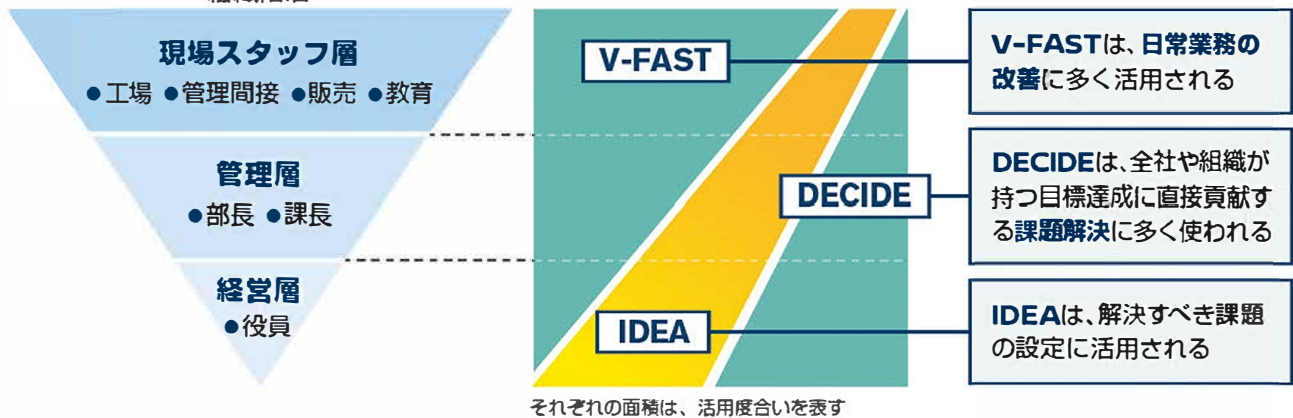 現場スタッフ層
●工場 ●管理間接 ●販売 ●教育
管理層
●部長 ●課長
経営層
●役員
V-FAST
DECIDE
IDEA
V-FASTは、日常業務の
改善に多く活用される
DECIDEは、全社や組織が
持つ目標達成に直接貢献す
る課題解決に多く使われる
IDEAは、解決すべき課題
の設定に活用される
それぞれの面積は、活用度合いを表す